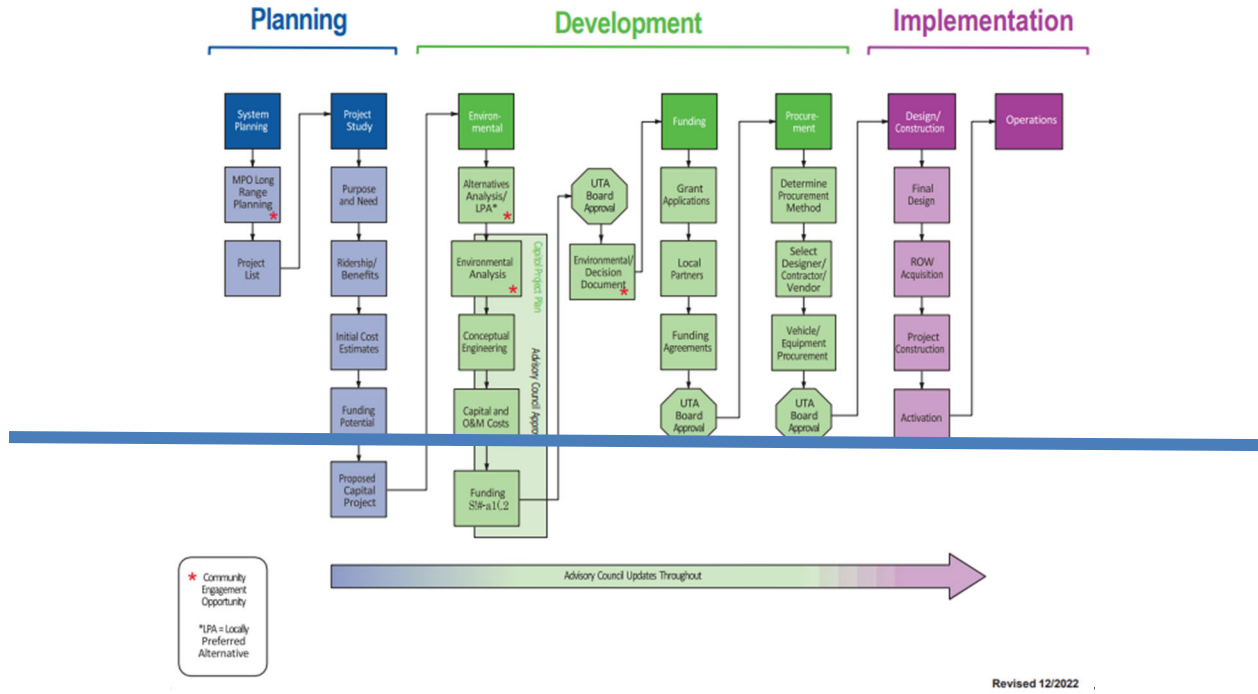 Planning
Development
Implementation
System
Planning
MPO Long
Range
Planning
*
Project
List
Project
Study
Purpose
and Need
Ridership/
Benefits
Initial Cost
Estimates
Funding
Potential
Proposed
Capital
Project
Environ-
mental
Alternatives
Analysis/
LPA*
*
Environmental
Analysis
*
Conceptual
Engineering
Capital and
O&M Costs
Funding
S!#-a1(.2
Capitol Project Plan
Advisory Council
UTA
Board
Approval
Environmental/
Decision
Document
*
Funding
Grant
Applications
Local
Partners
Funding
Agreements
UTA
Board
Approval
Procure-
ment
Determine
Procurement
Method
Select
Designer/
Contractor/
Vendor
Vehicle/
Equipment
Procurement
UTA
Board
Approval
Design/
Construction
Final
Design
ROW
Acquisition
Project
Construction
Activation
Operations
Advisory Council Updates Throughout
* Community
Engagement
Opportunity
*LPA = Locally
Preferred
Alternative
Revised 12/2022